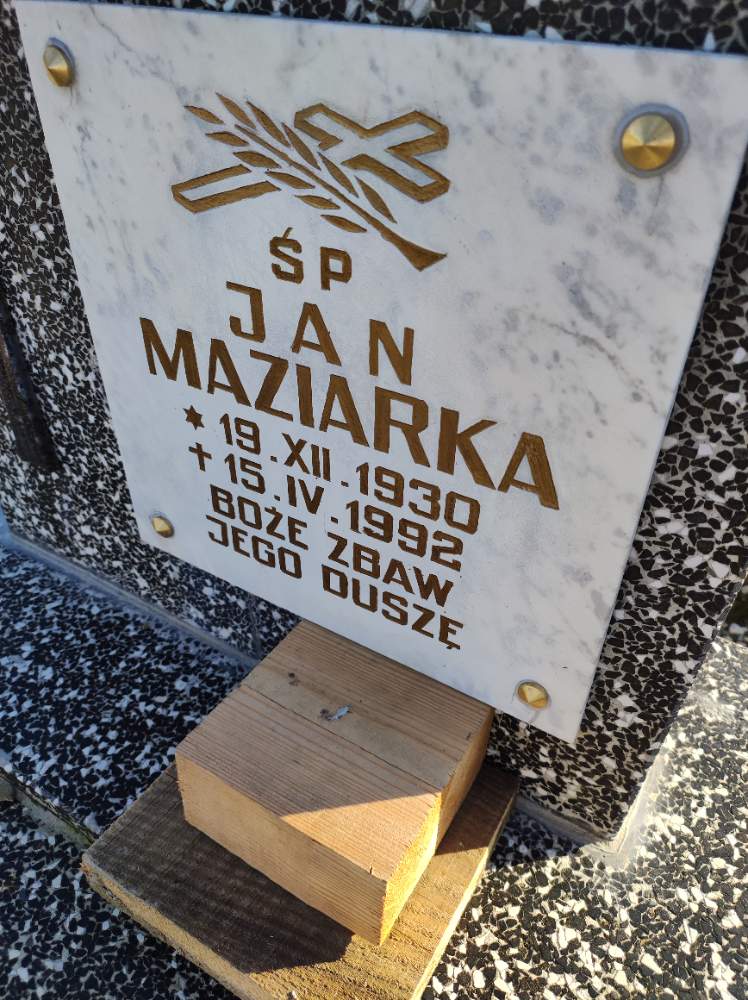 ŚP
JAN
MAZIARKA
* 19.XII.1930
✝ 15.IV.1992
BOŻE ZBAW
JEGO DUSZĘ